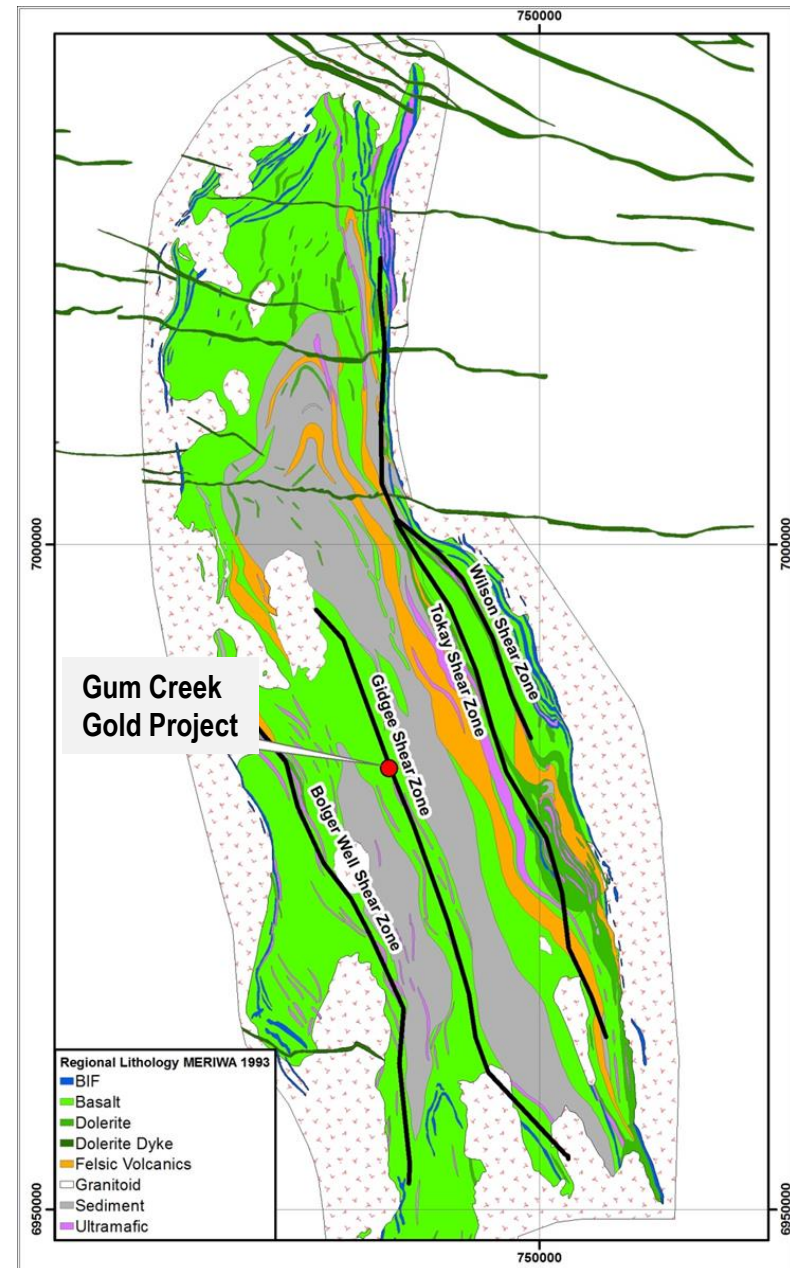 750000
7000000
7000000
Wilson Shear Zone
Tokay Shear Zone
Gum Creek
Gold Project
Gidgee Shear Zone
Bolger Well Shear Zone
Regional Lithology MERIWA 1993
BIF
Basalt
Dolerite
Dolerite Dyke
Felsic Volcanics
Granitoid
Sediment
Ultramafic
6950000
6950000
750000